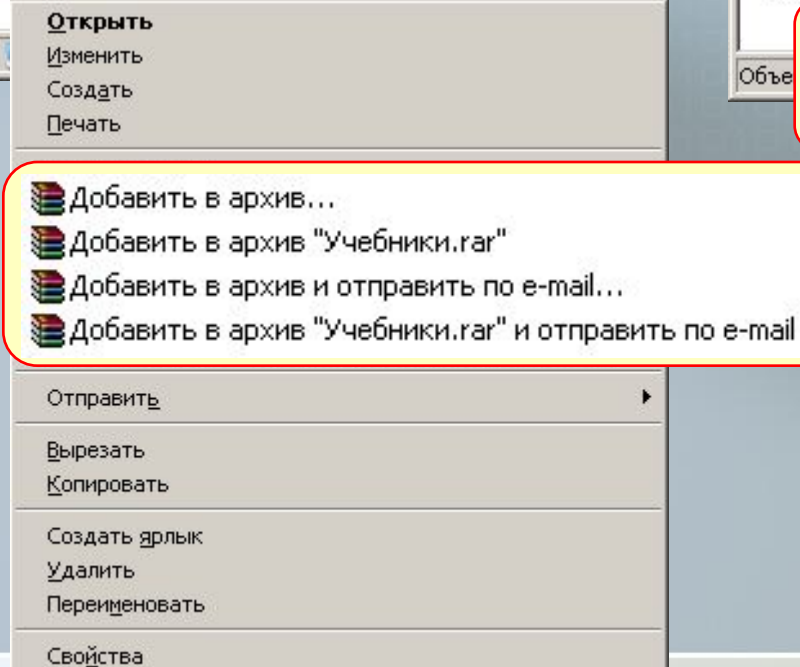 Открыть
Изменить
Создать
Печать
Добавить в архив...
Добавить в архив "Учебники.rar"
Добавить в архив и отправить по e-mail...
Добавить в архив "Учебники.rar" и отправить по e-mail
Отправить
Вырезать
Копировать
Создать ярлык
Удалить
Переименовать
Свойства